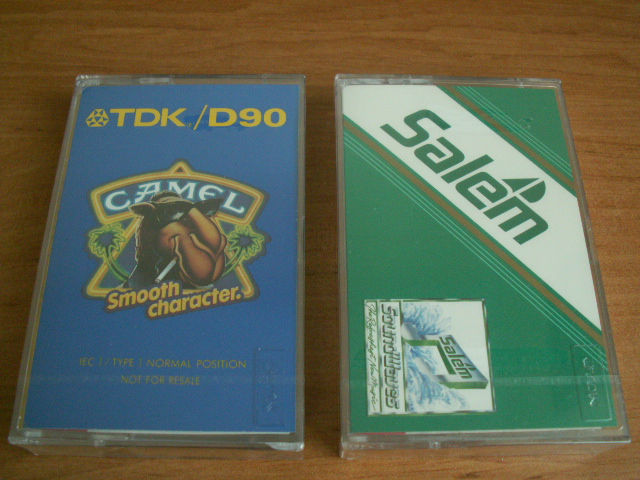 TDK/D90
CAMEL
Smooth
character.
IEC I / TYPE I NORMAL POSITION
NOT FOR RESALE
Salem
Salem
SoundWaves